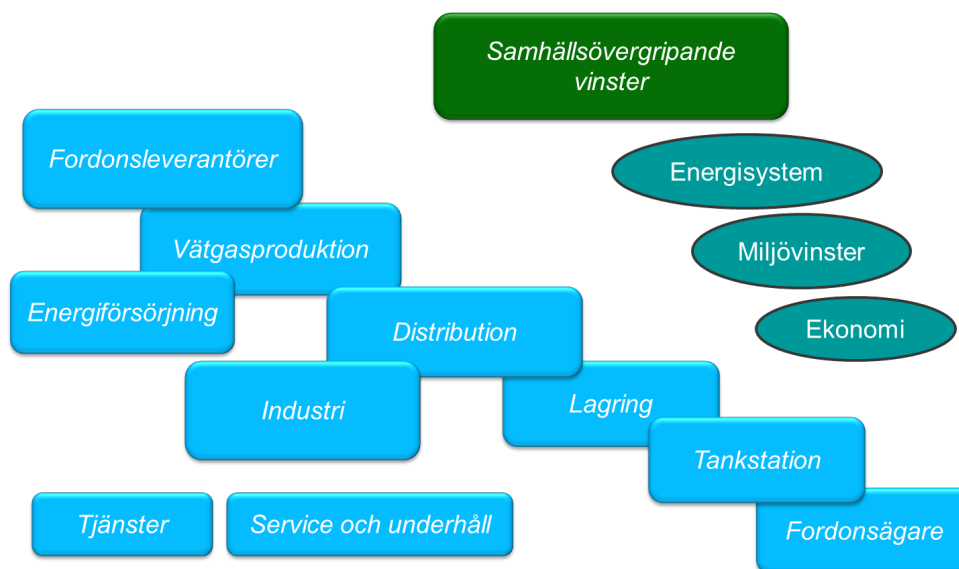 Samhällsövergripande
vinster
Fordonsleverantörer
Energisystem
Vätgasproduktion
Miljövinster
Energiförsörjning
Distribution
Ekonomi
Industri
Lagring
Tankstation
Tjänster
Service och underhåll
Fordonsägare